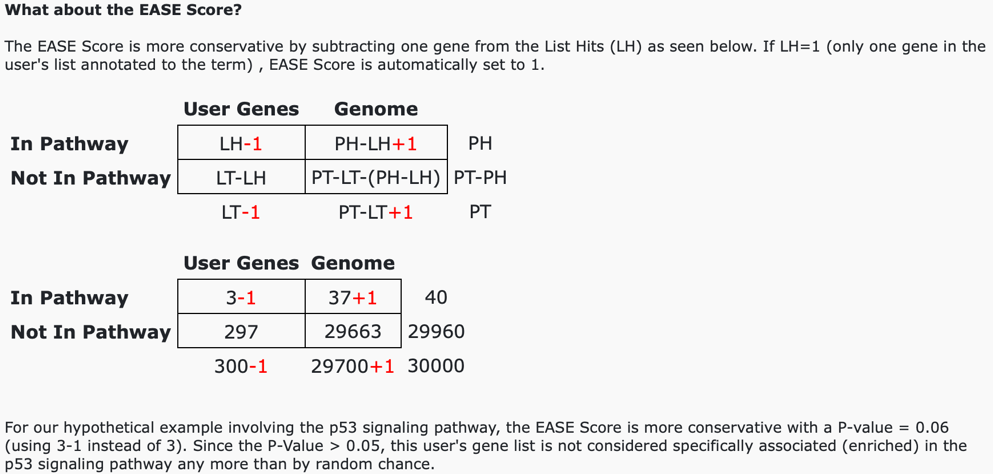 What about the EASE Score?
The EASE Score is more conservative by subtracting one gene from the List Hits (LH) as seen below. If LH=1 (only one gene in the
user's list annotated to the term) , EASE Score is automatically set to 1.
User Genes Genome
In Pathway LH-1 PH-LH+1 PH
Not In Pathway LT-LH PT-LT-(PH-LH) PT-PH
LT-1 PT-LT+1 PT
User Genes Genome
In Pathway 3-1 37+1 40
Not In Pathway 297 29663 29960
300-1 29700+1 30000
For our hypothetical example involving the p53 signaling pathway, the EASE Score is more conservative with a P-value = 0.06
(using 3-1 instead of 3). Since the P-Value > 0.05, this user's gene list is not considered specifically associated (enriched) in the
p53 signaling pathway any more than by random chance.